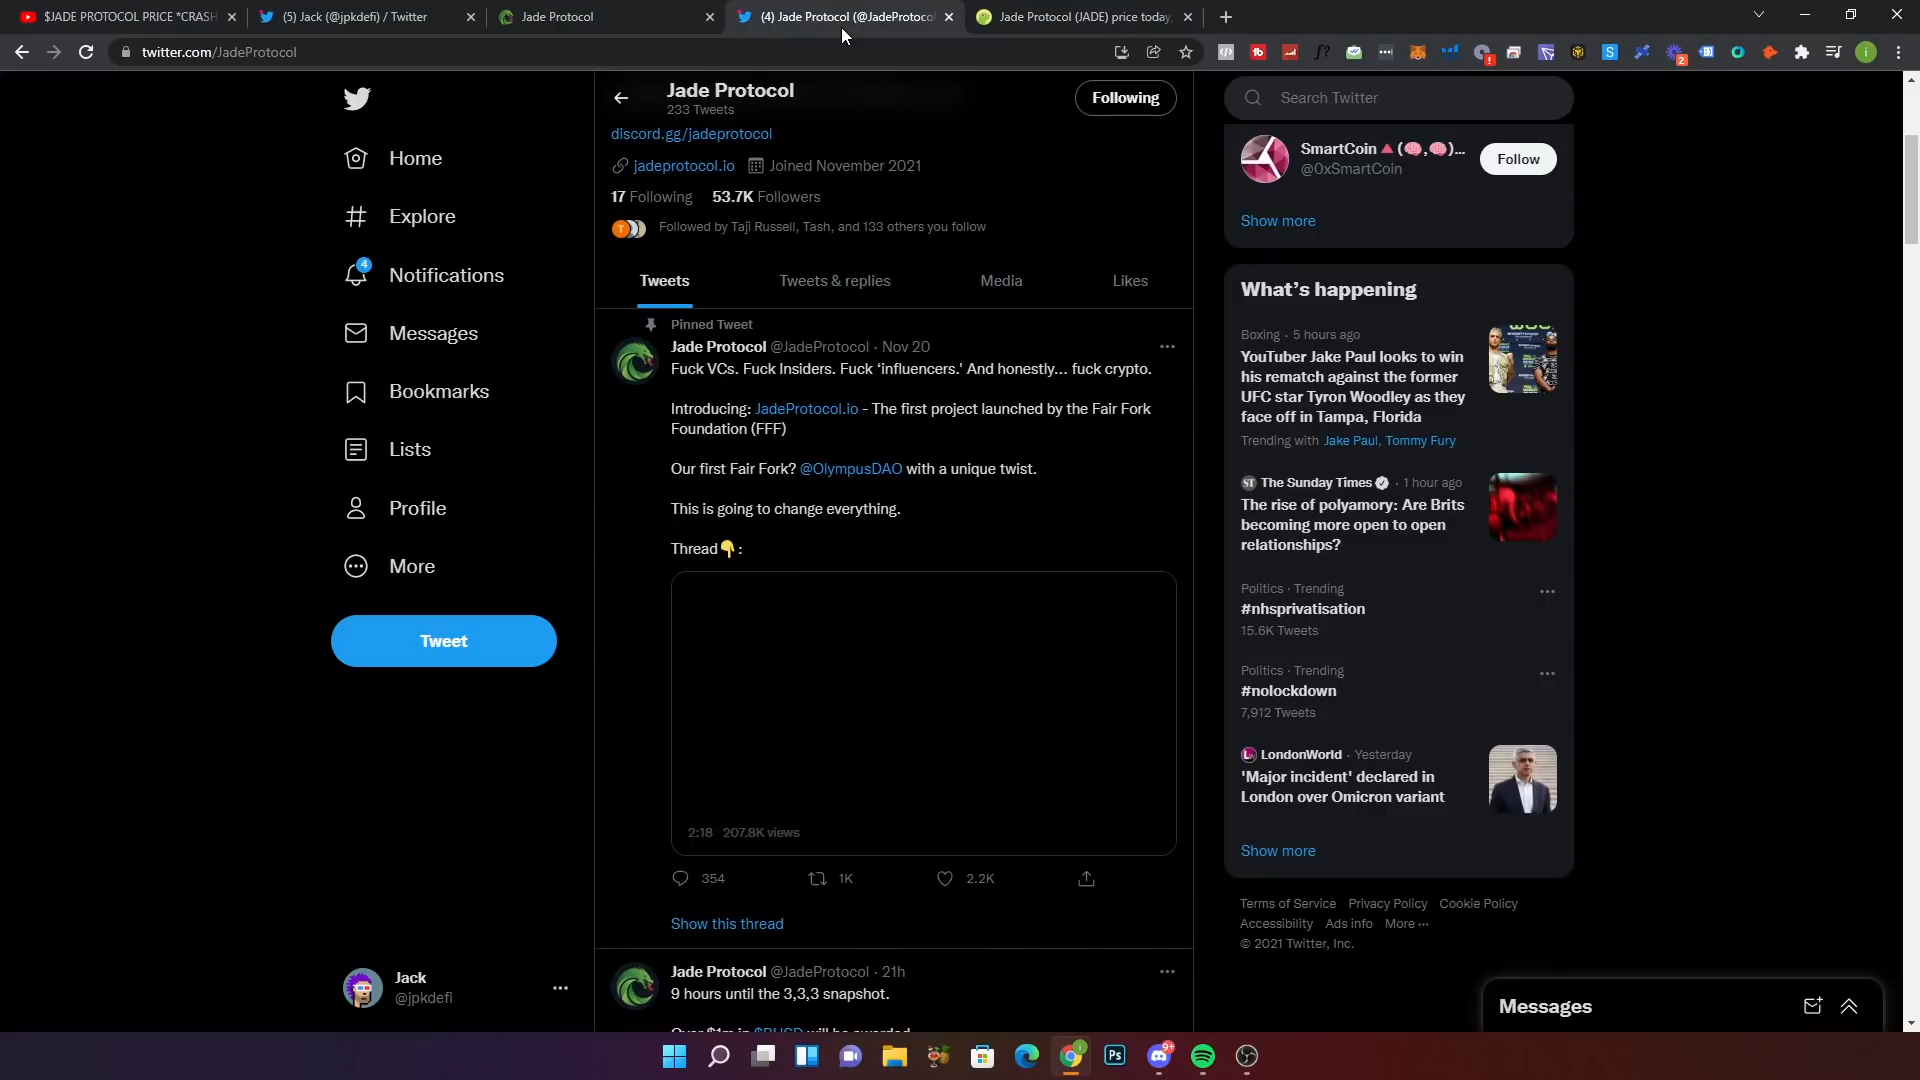 $JADE PROTOCOL PRICE *CRASH
(5) Jack (@jpkdefi) / Twitter
Jade Protocol
(4) Jade Protocol (@JadeProtoco
Jade Protocol (JADE) price today,
twitter.com/JadeProtocol
Home
Explore
4
Notifications
Messages
Bookmarks
Lists
Profile
More
Tweet
Jack
@jpkdefi
Jade Protocol
233 Tweets
Following
discord.gg/jadeprotocol
jadeprotocol.io Joined November 2021
17 Following 53.7K Followers
Followed by Taji Russell, Tash, and 133 others you follow
Tweets
Tweets & replies
Media
Likes
Pinned Tweet
Jade Protocol @JadeProtocol · Nov 20
Fuck VCs. Fuck Insiders. Fuck ‘influencers.' And honestly... fuck crypto.
Introducing: JadeProtocol.io - The first project launched by the Fair Fork
Foundation (FFF)
Our first Fair Fork? @OlympusDAO with a unique twist.
This is going to change everything.
Thread👇:
2:18 207.8K views
354
1K
2.2K
Show this thread
Jade Protocol @JadeProtocol · 21h
9 hours until the 3,3,3 snapshot.
Over $1m in $BUSD will be awarded
Search Twitter
SmartCoin🔺(🧠,🧠)...
@0xSmartCoin
Follow
Show more
What’s happening
Boxing · 5 hours ago
YouTuber Jake Paul looks to win
his rematch against the former
UFC star Tyron Woodley as they
face off in Tampa, Florida
Trending with Jake Paul, Tommy Fury
The Sunday Times · 1 hour ago
The rise of polyamory: Are Brits
becoming more open to open
relationships?
Politics · Trending
#nhsprivatisation
15.6K Tweets
Politics · Trending
#nolockdown
7,912 Tweets
LondonWorld · Yesterday
'Major incident' declared in
London over Omicron variant
Show more
Terms of Service Privacy Policy Cookie Policy
Accessibility Ads info More ···
© 2021 Twitter, Inc.
Messages